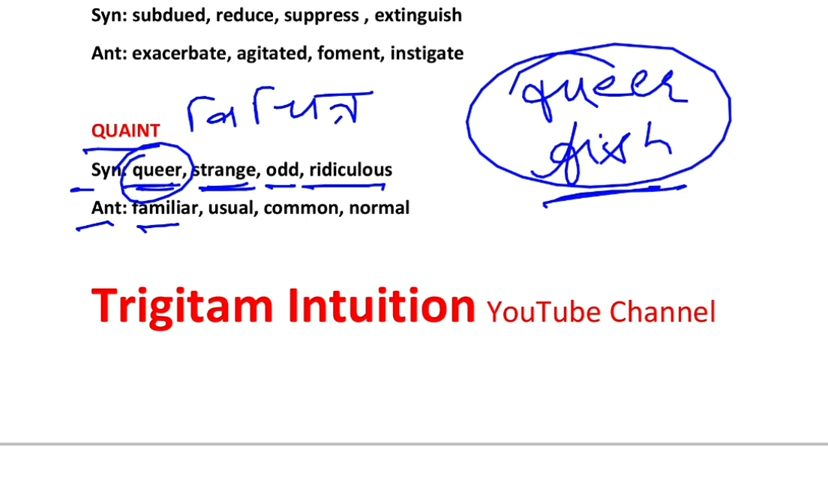 Syn: subdued, reduce, suppress , extinguish
Ant: exacerbate, agitated, foment, instigate
queer
fish
বিচিত্র
QUAINT
Syn: queer, strange, odd, ridiculous
Ant: familiar, usual, common, normal
Trigitam Intuition YouTube Channel